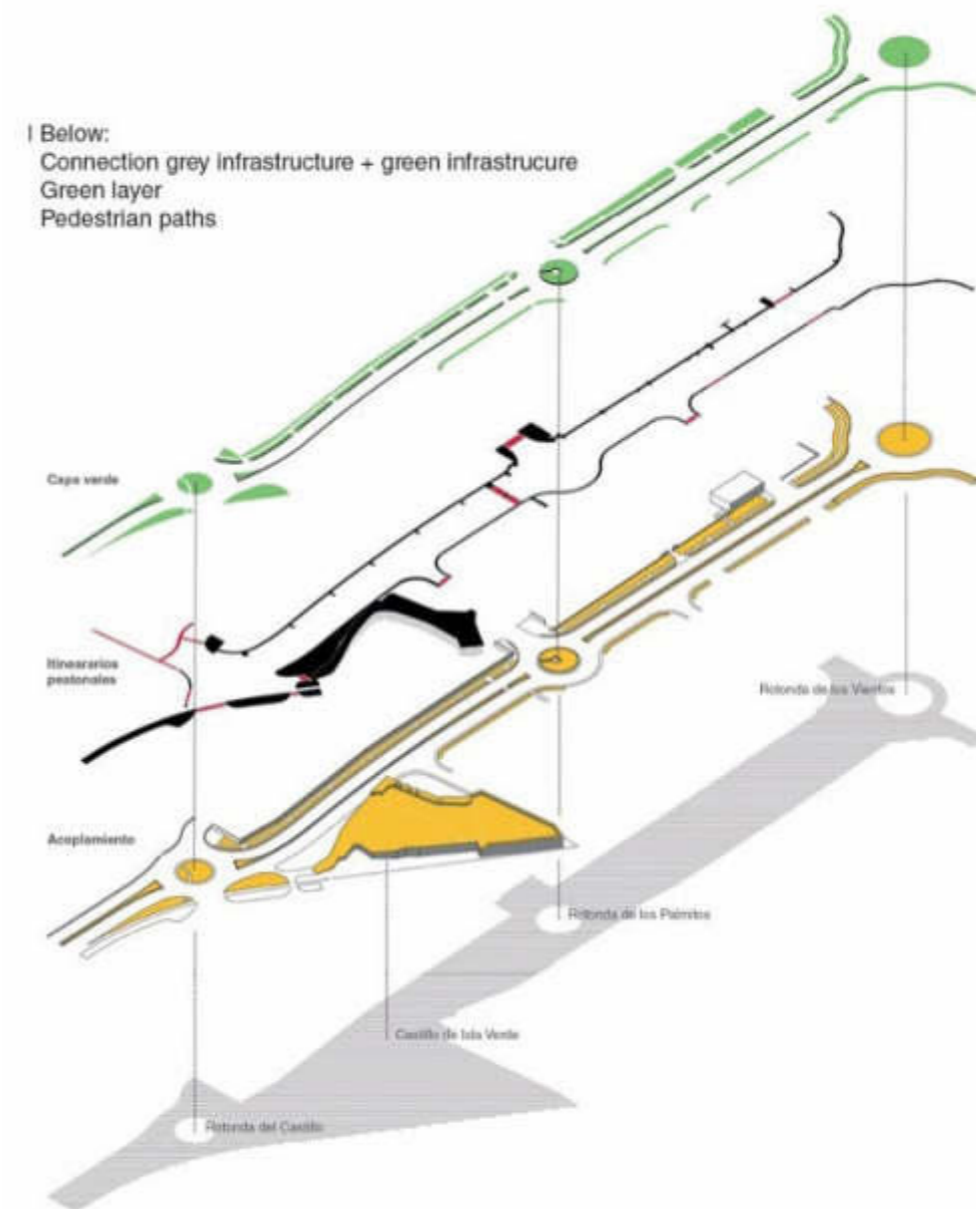 | Below:
Connection grey infrastructure + green infrastrucure
Green layer
Pedestrian paths
Capa verde
Itinearios
peatonales
Rotonda de los Vientos
Acoplamiento
Rotonda de los Palmitos
Castillo de Isla Verde
Rotonda del Castillo